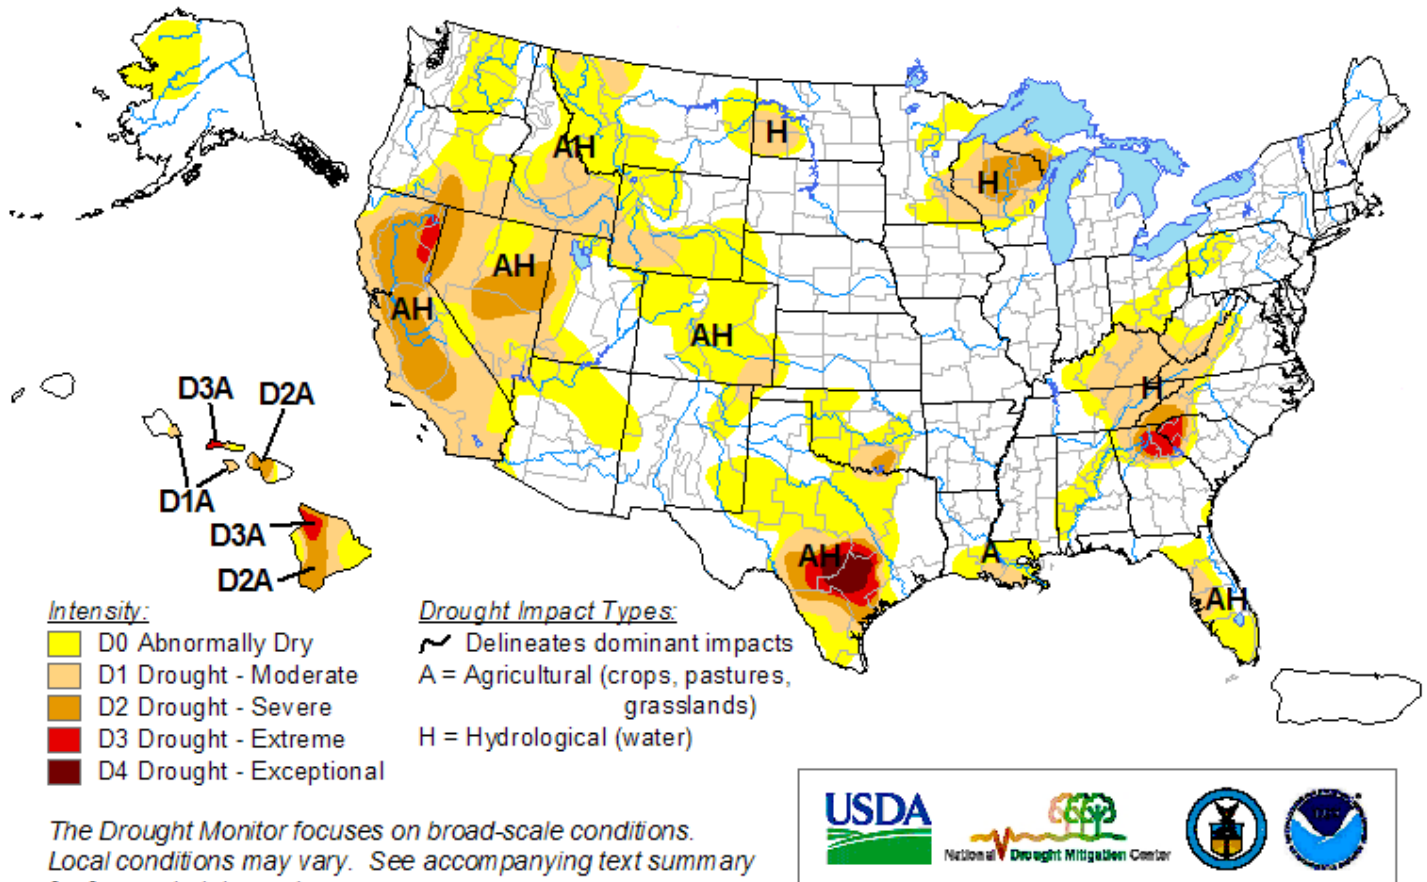 AH
H
H
AH
AH
AH
D3A
D2A
H
D1A
D3A
AH
A
D2A
AH
Intensity:
D0 Abnormally Dry
D1 Drought - Moderate
D2 Drought - Severe
D3 Drought - Extreme
D4 Drought - Exceptional
Drought Impact Types:
Delineates dominant impacts
A = Agricultural (crops, pastures,
grasslands)
H = Hydrological (water)
The Drought Monitor focuses on broad-scale conditions.
Local conditions may vary. See accompanying text summary
USDA
National Drought Mitigation Center